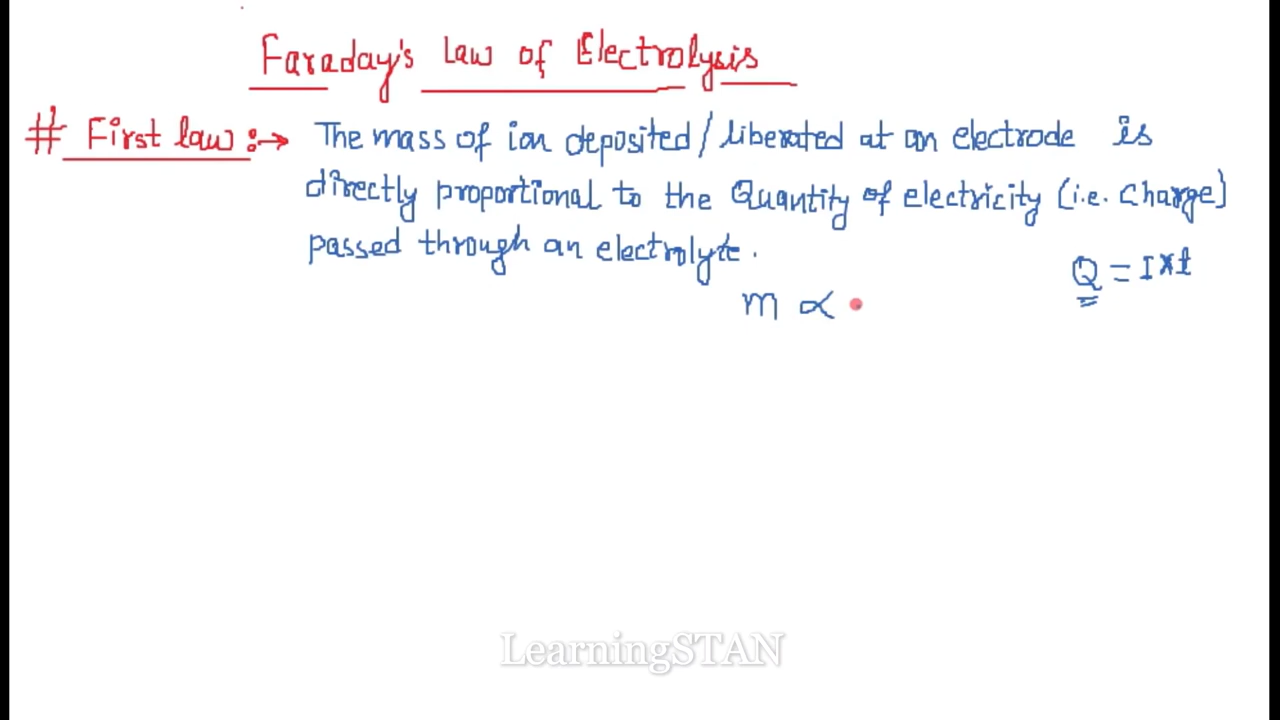 Faraday's Law of Electrolysis
# First law :→ The mass of ion deposited / liberated at an electrode is
directly proportional to the Quantity of electricity (i.e. charge)
passed through an electrolyte.
Q = I × t
m ∝
LearningSTAN